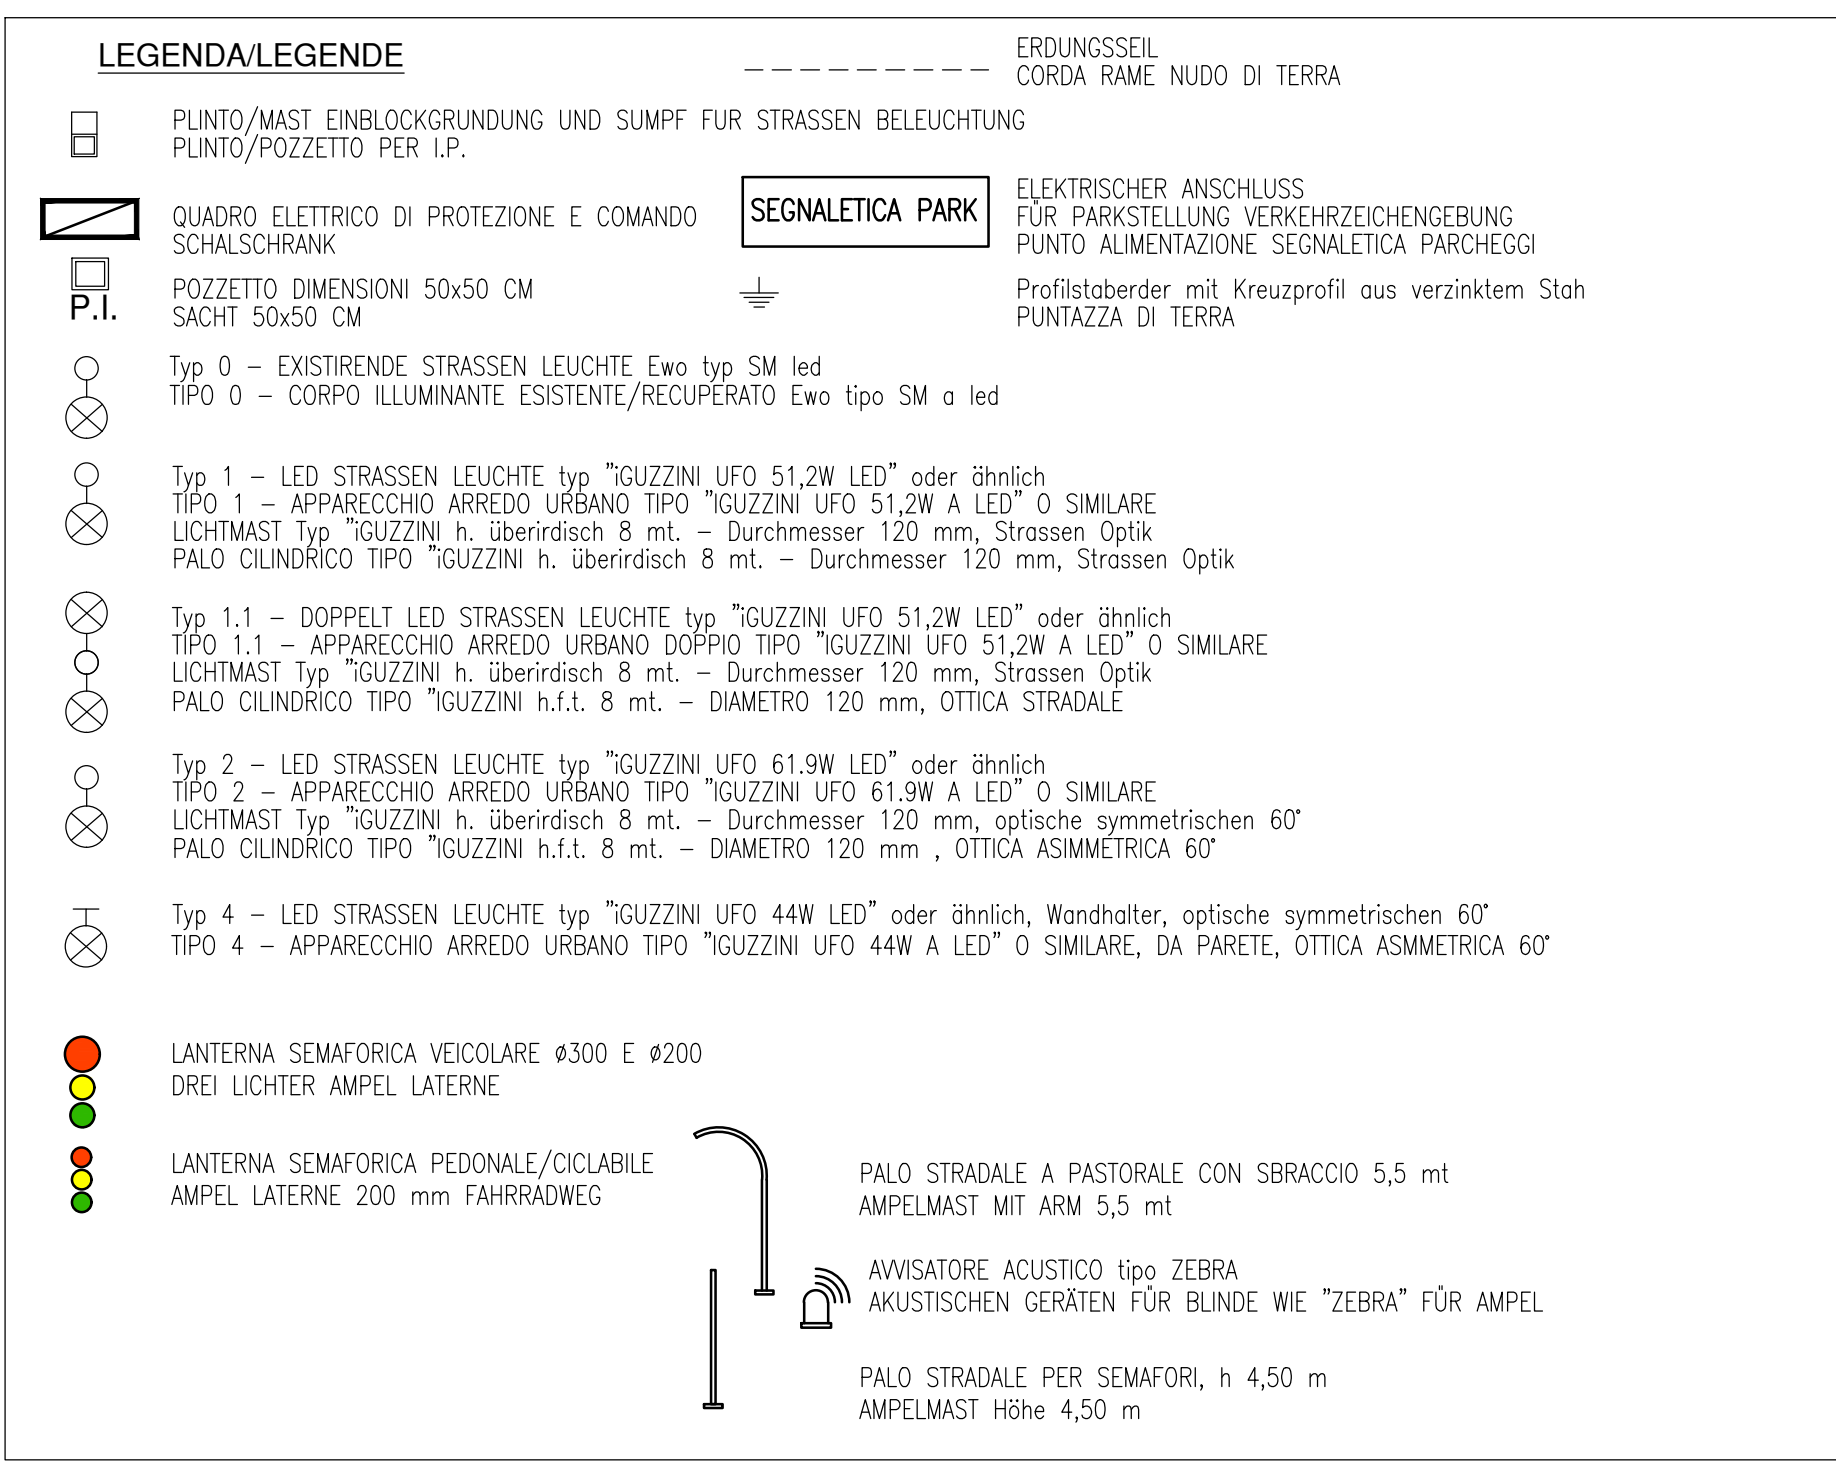 LEGENDA/LEGENDE
ERDUNGSSEIL
CORDA RAME NUDO DI TERRA
PLINTO/MAST EINBLOCKGRUNDUNG UND SUMPF FUR STRASSEN BELEUCHTUNG
PLINTO/POZZETTO PER I.P.
QUADRO ELETTRICO DI PROTEZIONE E COMANDO
SCHALSCHRANK
SEGNALETICA PARK
ELEKTRISCHER ANSCHLUSS
FÜR PARKSTELLUNG VERKEHRZEICHENGEBUNG
PUNTO ALIMENTAZIONE SEGNALETICA PARCHEGGI
P.I.
POZZETTO DIMENSIONI 50x50 CM
SACHT 50x50 CM
Profilstaberder mit Kreuzprofil aus verzinktem Stah
PUNTAZZA DI TERRA
Typ 0 – EXISTIRENDE STRASSEN LEUCHTE Ewo typ SM led
TIPO 0 – CORPO ILLUMINANTE ESISTENTE/RECUPERATO Ewo tipo SM a led
Typ 1 – LED STRASSEN LEUCHTE typ "iGUZZINI UFO 51,2W LED" oder ähnlich
TIPO 1 – APPARECCHIO ARREDO URBANO TIPO "IGUZZINI UFO 51,2W A LED" O SIMILARE
LICHTMAST Typ "iGUZZINI h. überirdisch 8 mt. – Durchmesser 120 mm, Strassen Optik
PALO CILINDRICO TIPO "iGUZZINI h. überirdisch 8 mt. – Durchmesser 120 mm, Strassen Optik
Typ 1.1 – DOPPELT LED STRASSEN LEUCHTE typ "iGUZZINI UFO 51,2W LED" oder ähnlich
TIPO 1.1 – APPARECCHIO ARREDO URBANO DOPPIO TIPO "IGUZZINI UFO 51,2W A LED" O SIMILARE
LICHTMAST Typ "iGUZZINI h. überirdisch 8 mt. – Durchmesser 120 mm, Strassen Optik
PALO CILINDRICO TIPO "IGUZZINI h.f.t. 8 mt. – DIAMETRO 120 mm, OTTICA STRADALE
Typ 2 – LED STRASSEN LEUCHTE typ "iGUZZINI UFO 61.9W LED" oder ähnlich
TIPO 2 – APPARECCHIO ARREDO URBANO TIPO "IGUZZINI UFO 61.9W A LED" O SIMILARE
LICHTMAST Typ "iGUZZINI h. überirdisch 8 mt. – Durchmesser 120 mm, optische symmetrischen 60°
PALO CILINDRICO TIPO "IGUZZINI h.f.t. 8 mt. – DIAMETRO 120 mm , OTTICA ASIMMETRICA 60°
Typ 4 – LED STRASSEN LEUCHTE typ "iGUZZINI UFO 44W LED" oder ähnlich, Wandhalter, optische symmetrischen 60°
TIPO 4 – APPARECCHIO ARREDO URBANO TIPO "IGUZZINI UFO 44W A LED" O SIMILARE, DA PARETE, OTTICA ASMMETRICA 60°
LANTERNA SEMAFORICA VEICOLARE ø300 E ø200
DREI LICHTER AMPEL LATERNE
LANTERNA SEMAFORICA PEDONALE/CICLABILE
AMPEL LATERNE 200 mm FAHRRADWEG
PALO STRADALE A PASTORALE CON SBRACCIO 5,5 mt
AMPELMAST MIT ARM 5,5 mt
AVVISATORE ACUSTICO tipo ZEBRA
AKUSTISCHEN GERÄTEN FÜR BLINDE WIE "ZEBRA" FÜR AMPEL
PALO STRADALE PER SEMAFORI, h 4,50 m
AMPELMAST Höhe 4,50 m